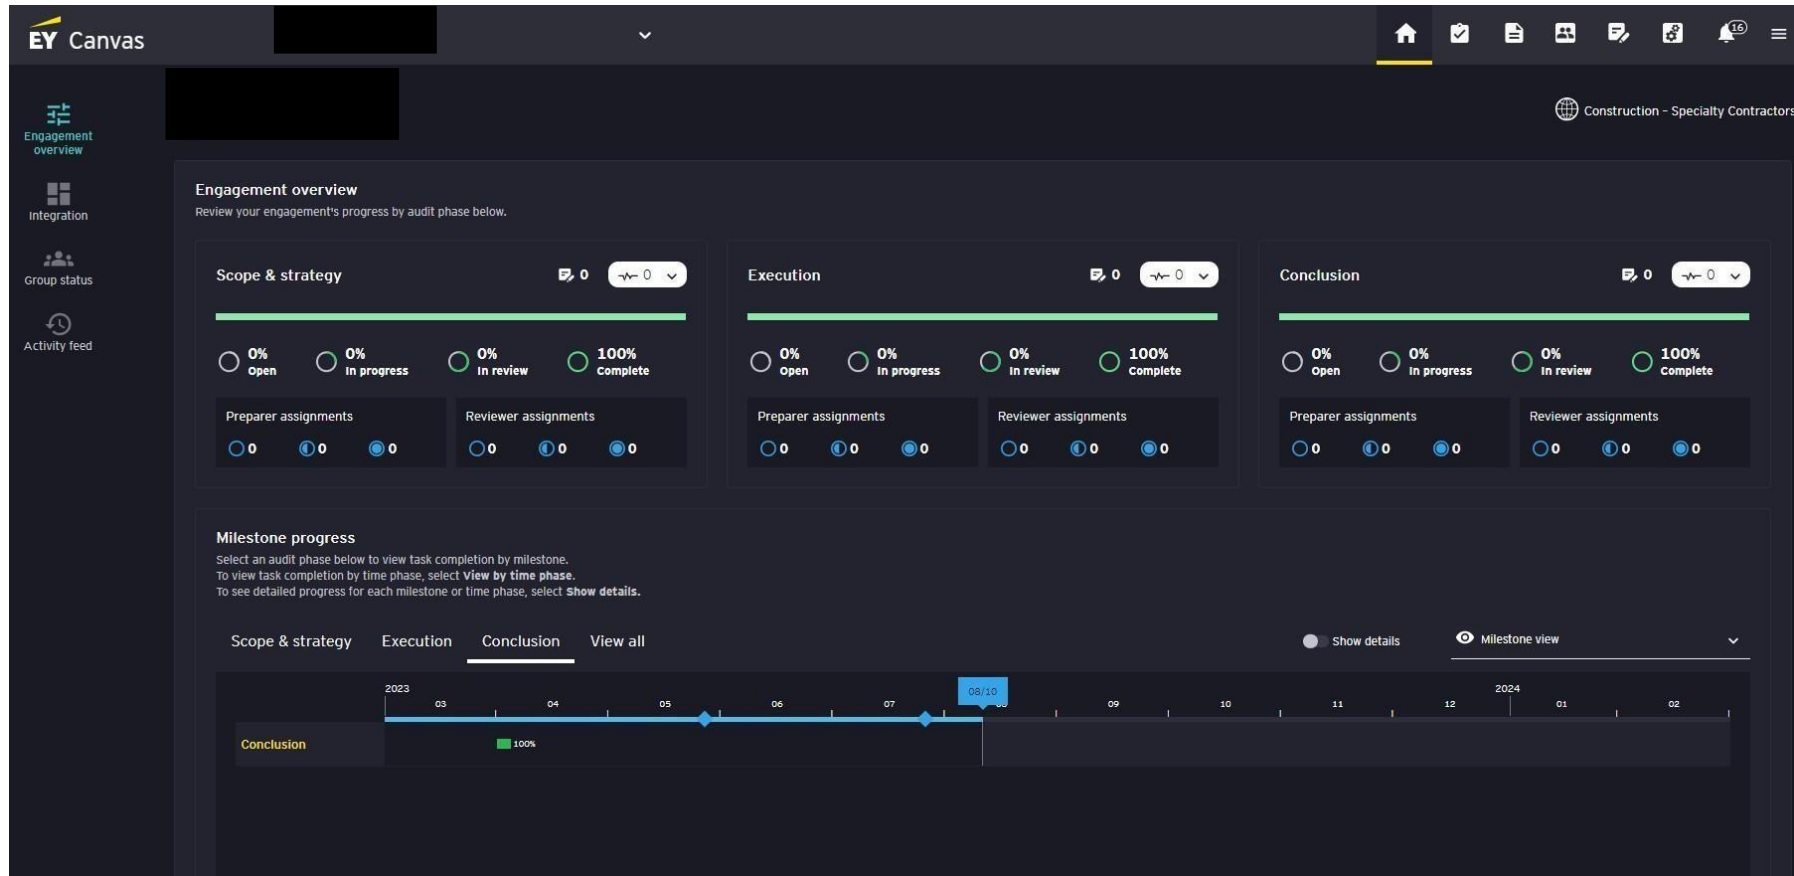 EY Canvas
16
Construction - Specialty Contractors
Engagement
overview
Integration
Group status
Activity feed
Engagement overview
Review your engagement's progress by audit phase below.
Scope & strategy
0
0
0%
Open
0%
In progress
0%
In review
100%
Complete
Preparer assignments
0 0 0
Reviewer assignments
0 0 0
Execution
0
0
0%
Open
0%
In progress
0%
In review
100%
Complete
Preparer assignments
0 0 0
Reviewer assignments
0 0 0
Conclusion
0
0
0%
Open
0%
In progress
0%
In review
100%
Complete
Preparer assignments
0 0 0
Reviewer assignments
0 0 0
Milestone progress
Select an audit phase below to view task completion by milestone.
To view task completion by time phase, select View by time phase.
To see detailed progress for each milestone or time phase, select Show details.
Scope & strategy Execution Conclusion View all
Show details
Milestone view
2023 2024
08/10
03 04 05 06 07 09 10 11 12 01 02
Conclusion
100%